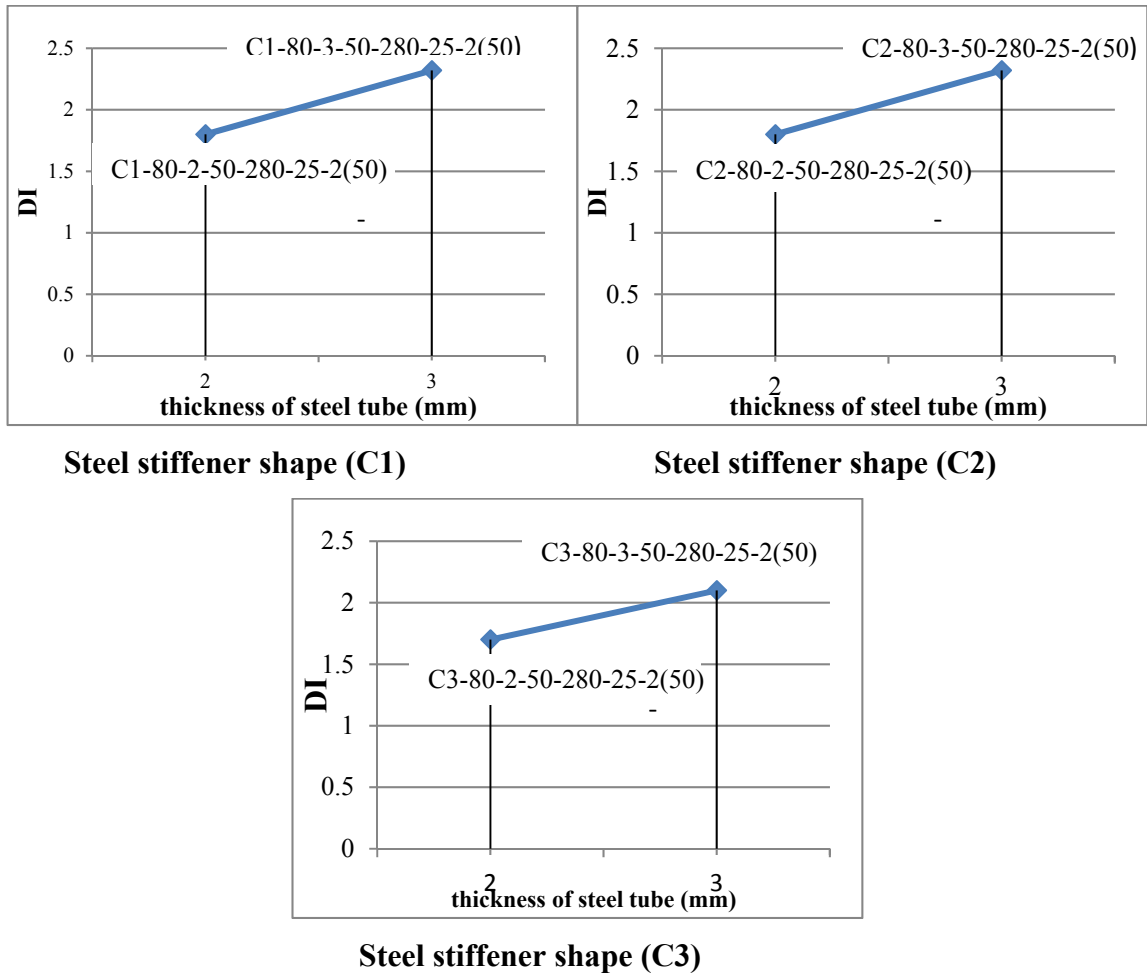 C1-80-3-50-280-25-2(50)
2.5
2
C1-80-2-50-280-25-2(50)
1.5
DI
-
1
0.5
0
2
3
thickness of steel tube (mm)
C2-80-3-50-280-25-2(50)
2.5
2
C2-80-2-50-280-25-2(50)
1.5
DI
-
1
0.5
0
2
3
thickness of steel tube (mm)
Steel stiffener shape (C1)
Steel stiffener shape (C2)
2.5
C3-80-3-50-280-25-2(50)
2
C3-80-2-50-280-25-2(50)
1.5
DI
-
1
0.5
0
2
3
thickness of steel tube (mm)
Steel stiffener shape (C3)